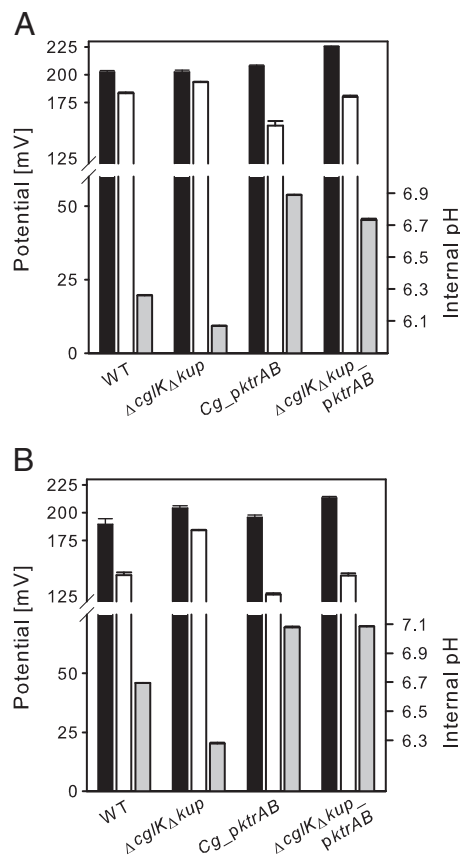 A
225
200
175
125
50
25
0
Potential [mV]
6.9
6.7
6.5
6.3
6.1
Internal pH
WT
ΔcglKΔkup
Cg_pktrAB
ΔcglKΔkup_
pktrAB
B
225
200
175
125
50
25
0
Potential [mV]
7.1
6.9
6.7
6.5
6.3
Internal pH
WT
ΔcglKΔkup
Cg_pktrAB
ΔcglKΔkup_
pktrAB